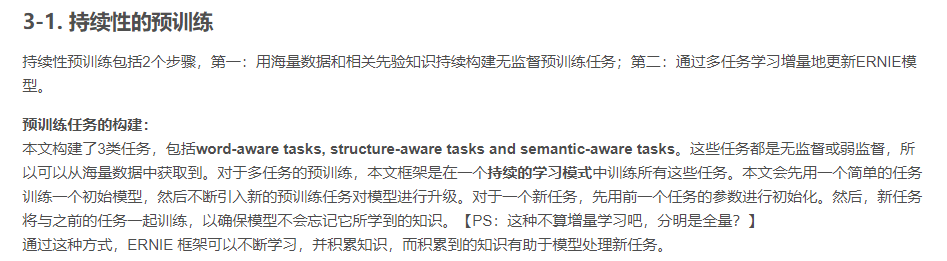 3-1. 持续性的预训练
持续性预训练包括2个步骤，第一：用海量数据和相关先验知识持续构建无监督预训练任务；第二：通过多任务学习增量地更新ERNIE模
型。
预训练任务的构建：
本文构建了3类任务，包括word-aware tasks, structure-aware tasks and semantic-aware tasks。这些任务都是无监督或弱监督，所
以可以从海量数据中获取到。对于多任务的预训练，本文框架是在一个持续的学习模式中训练所有这些任务。本文会先用一个简单的任务
训练一个初始模型，然后不断引入新的预训练任务对模型进行升级。对于一个新任务，先用前一个任务的参数进行初始化。然后，新任务
将与之前的任务一起训练，以确保模型不会忘记它所学到的知识。【PS：这种不算增量学习吧，分明是全量？】
通过这种方式，ERNIE 框架可以不断学习，并积累知识，而积累到的知识有助于模型处理新任务。